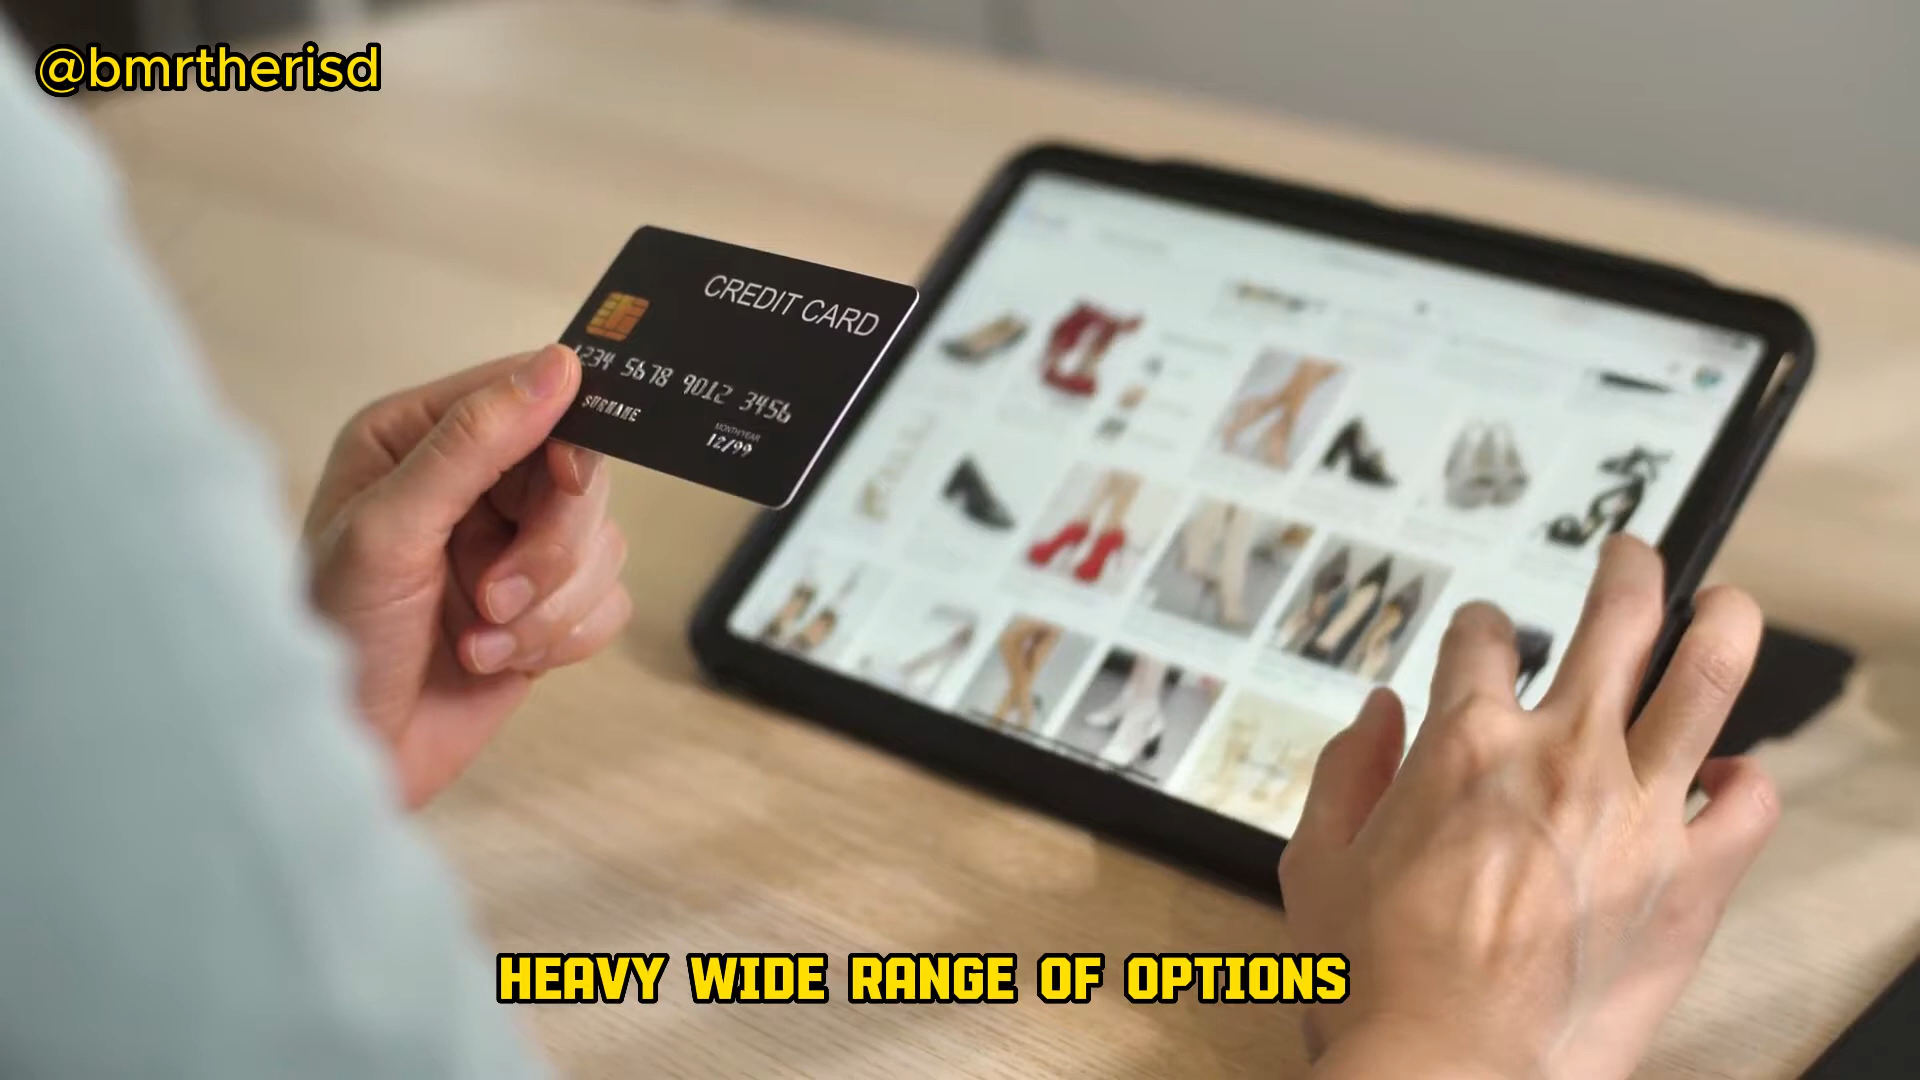 @bmrtherisd
CREDIT CARD
1234 5678 9012 3456
SURNAME
MONTH/YEAR
12/99
HEAVY WIDE RANGE OF OPTIONS